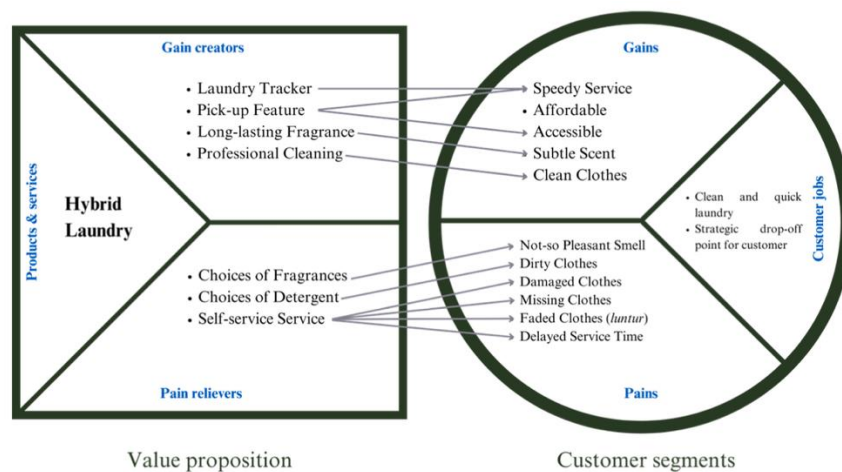 Gain creators
• Laundry Tracker
• Pick-up Feature
• Long-lasting Fragrance
• Professional Cleaning
Products & services
Hybrid
Laundry
• Choices of Fragrances
• Choices of Detergent
• Self-service Service
Pain relievers
Value proposition
Gains
Speedy Service
• Affordable
Accessible
Subtle Scent
Clean Clothes
• Clean and quick
laundry
• Strategic drop-off
point for customer
Customer jobs
Not-so Pleasant Smell
Dirty Clothes
Damaged Clothes
Missing Clothes
Faded Clothes (luntur)
Delayed Service Time
Pains
Customer segments